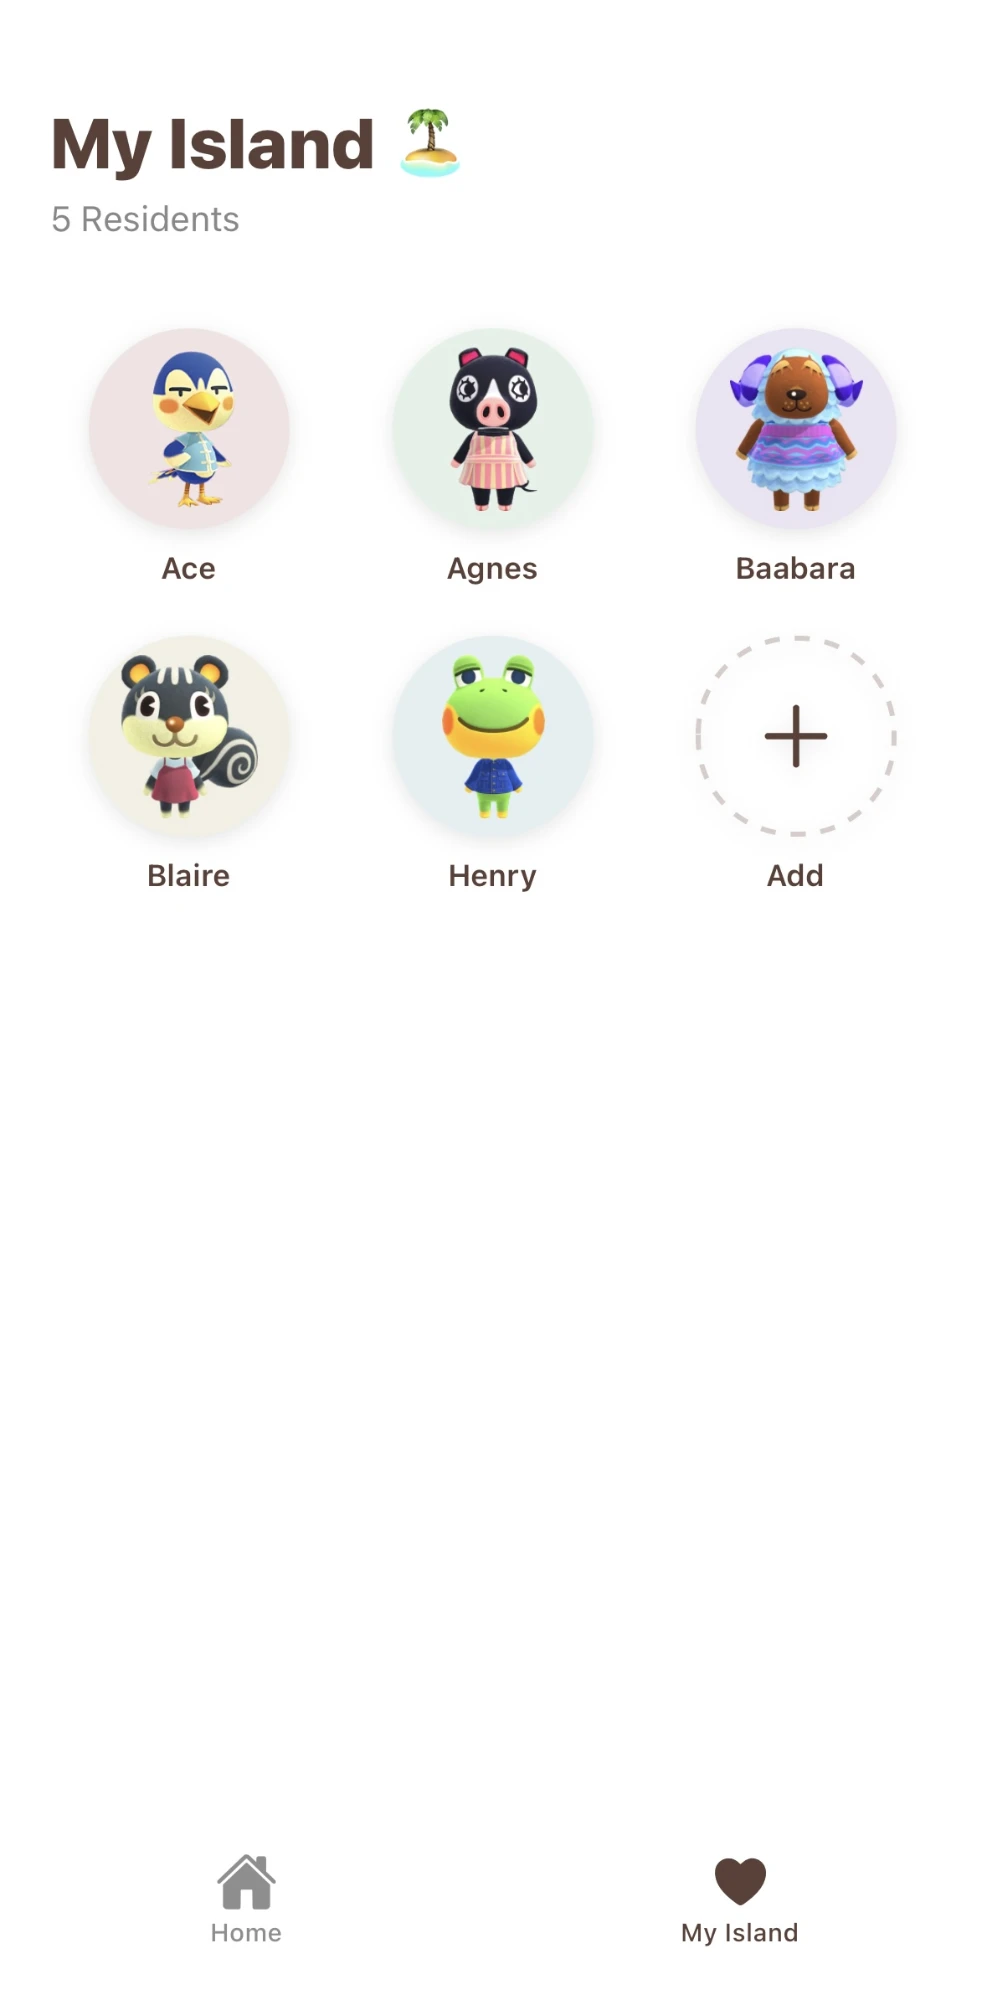 My Island 🏝️
5 Residents
Ace
Agnes
Baabara
Blaire
Henry
Add
Home
My Island